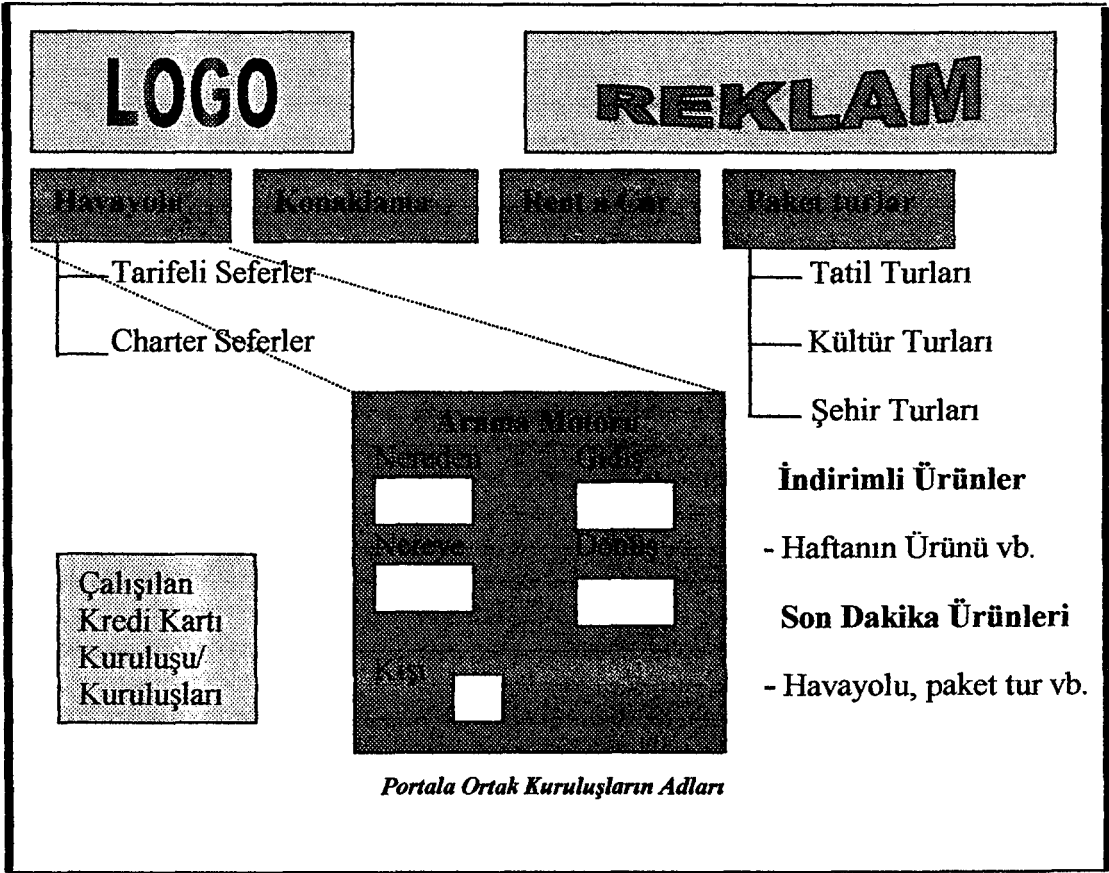 LOGO
REKLAM
Havayolu
Konaklama
Rent a Car
Paket turlar
Tarifeli Seferler
Charter Seferler
Tatil Turları
Kültür Turları
Şehir Turları
Arama Motoru
Nereden
Gidiş
Nereye
Dönüş
Kişi
İndirimli Ürünler
- Haftanın Ürünü vb.
Son Dakika Ürünleri
- Havayolu, paket tur vb.
Çalışılan
Kredi Kartı
Kuruluşu/
Kuruluşları
Portala Ortak Kuruluşların Adları